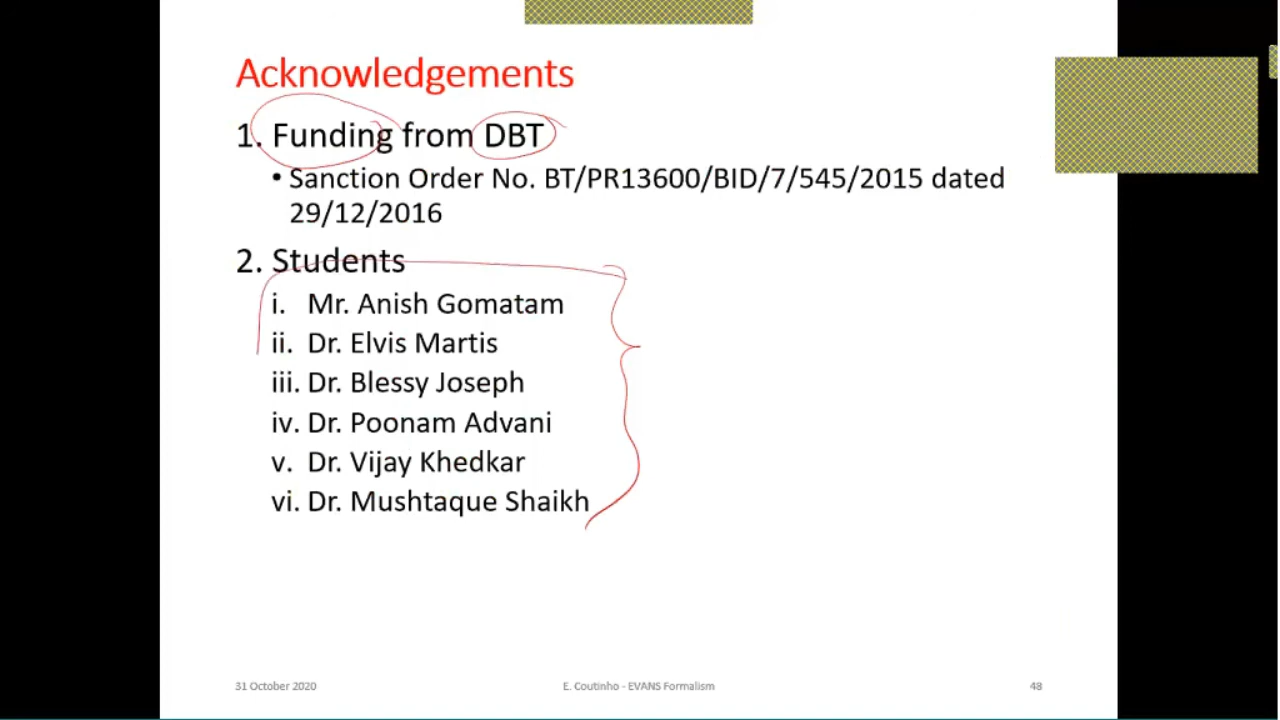 Acknowledgements
1. Funding from DBT
• Sanction Order No. BT/PR13600/BID/7/545/2015 dated
29/12/2016
2. Students
i. Mr. Anish Gomatam
ii. Dr. Elvis Martis
iii. Dr. Blessy Joseph
iv. Dr. Poonam Advani
v. Dr. Vijay Khedkar
vi. Dr. Mushtaque Shaikh
31 October 2020 E. Coutinho - EVANS Formalism 48